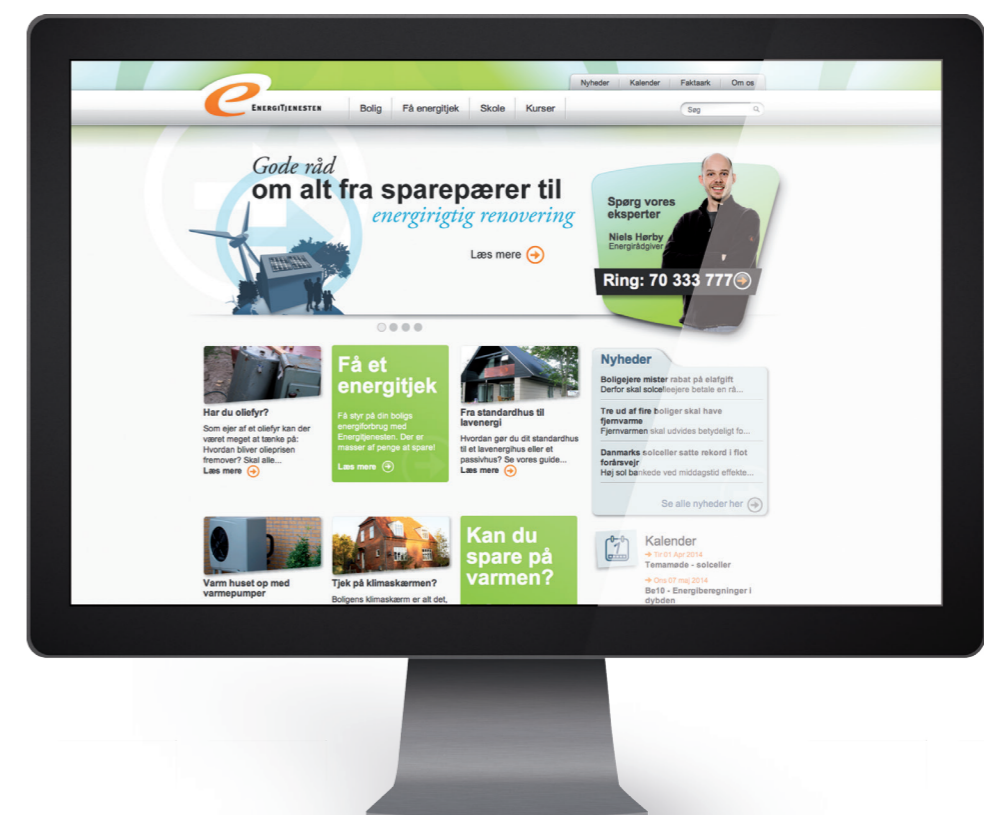 Nyheder Kalender Faktaark Om os
e EnergiTjenesten
Bolig Få energitjek Skole Kurser
Søg
Gode råd
om alt fra sparepærer til
energirigtig renovering
Læs mere
Spørg vores
eksperter
Niels Hørby
Energirådgiver
Ring: 70 333 777
Har du oliefyr?
Som ejer af et oliefyr kan der
været meget at tænke på:
Hvordan bliver olieprisen
fremover? Skal alle...
Læs mere
Få et
energitjek
Få styr på din boligs
energiforbrug med
Energitjenesten. Der er
masser af penge at spare!
Læs mere
Fra standardhus til
lavenergi
Hvordan gør du dit standardhus
til et lavenergihus eller et
passivhus? Se vores guide...
Læs mere
Nyheder
Boligejere mister rabat på elafgift
Derfor skal solcelleejere betale en rå...
Tre ud af fire boliger skal have
fjernvarme
Fjernvarmen skal udvides betydeligt fo...
Danmarks solceller satte rekord i flot
forårsvejr
Høj sol bankede ved middagstid effekte...
Se alle nyheder her
Varm huset op med
varmepumper
Tjek på klimaskærmen?
Boligens klimaskærm er alt det,
Kan du
spare på
varmen?
7
Kalender
Tir 01 Apr 2014
Temamøde - solceller
Ons 07 maj 2014
Be10 - Energiberegninger i
dybden